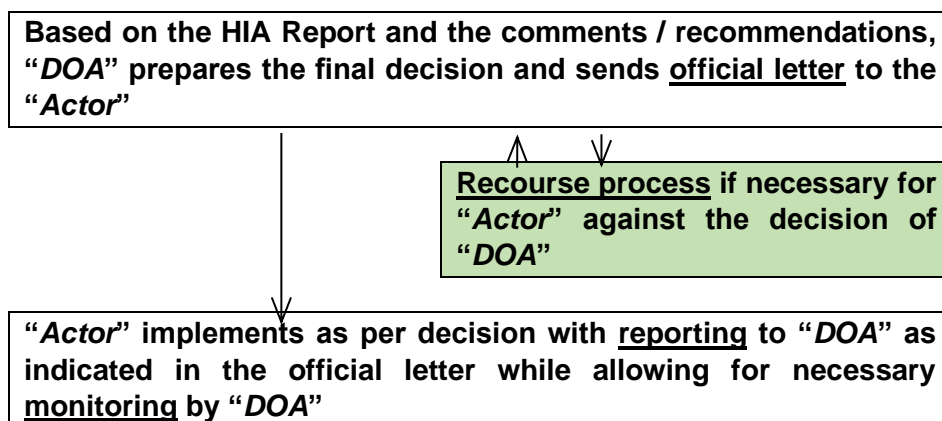 Based on the HIA Report and the comments / recommendations,
“DOA” prepares the final decision and sends official letter to the
“Actor”
Recourse process if necessary for
“Actor” against the decision of
“DOA”
“Actor” implements as per decision with reporting to “DOA” as
indicated in the official letter while allowing for necessary
monitoring by “DOA”